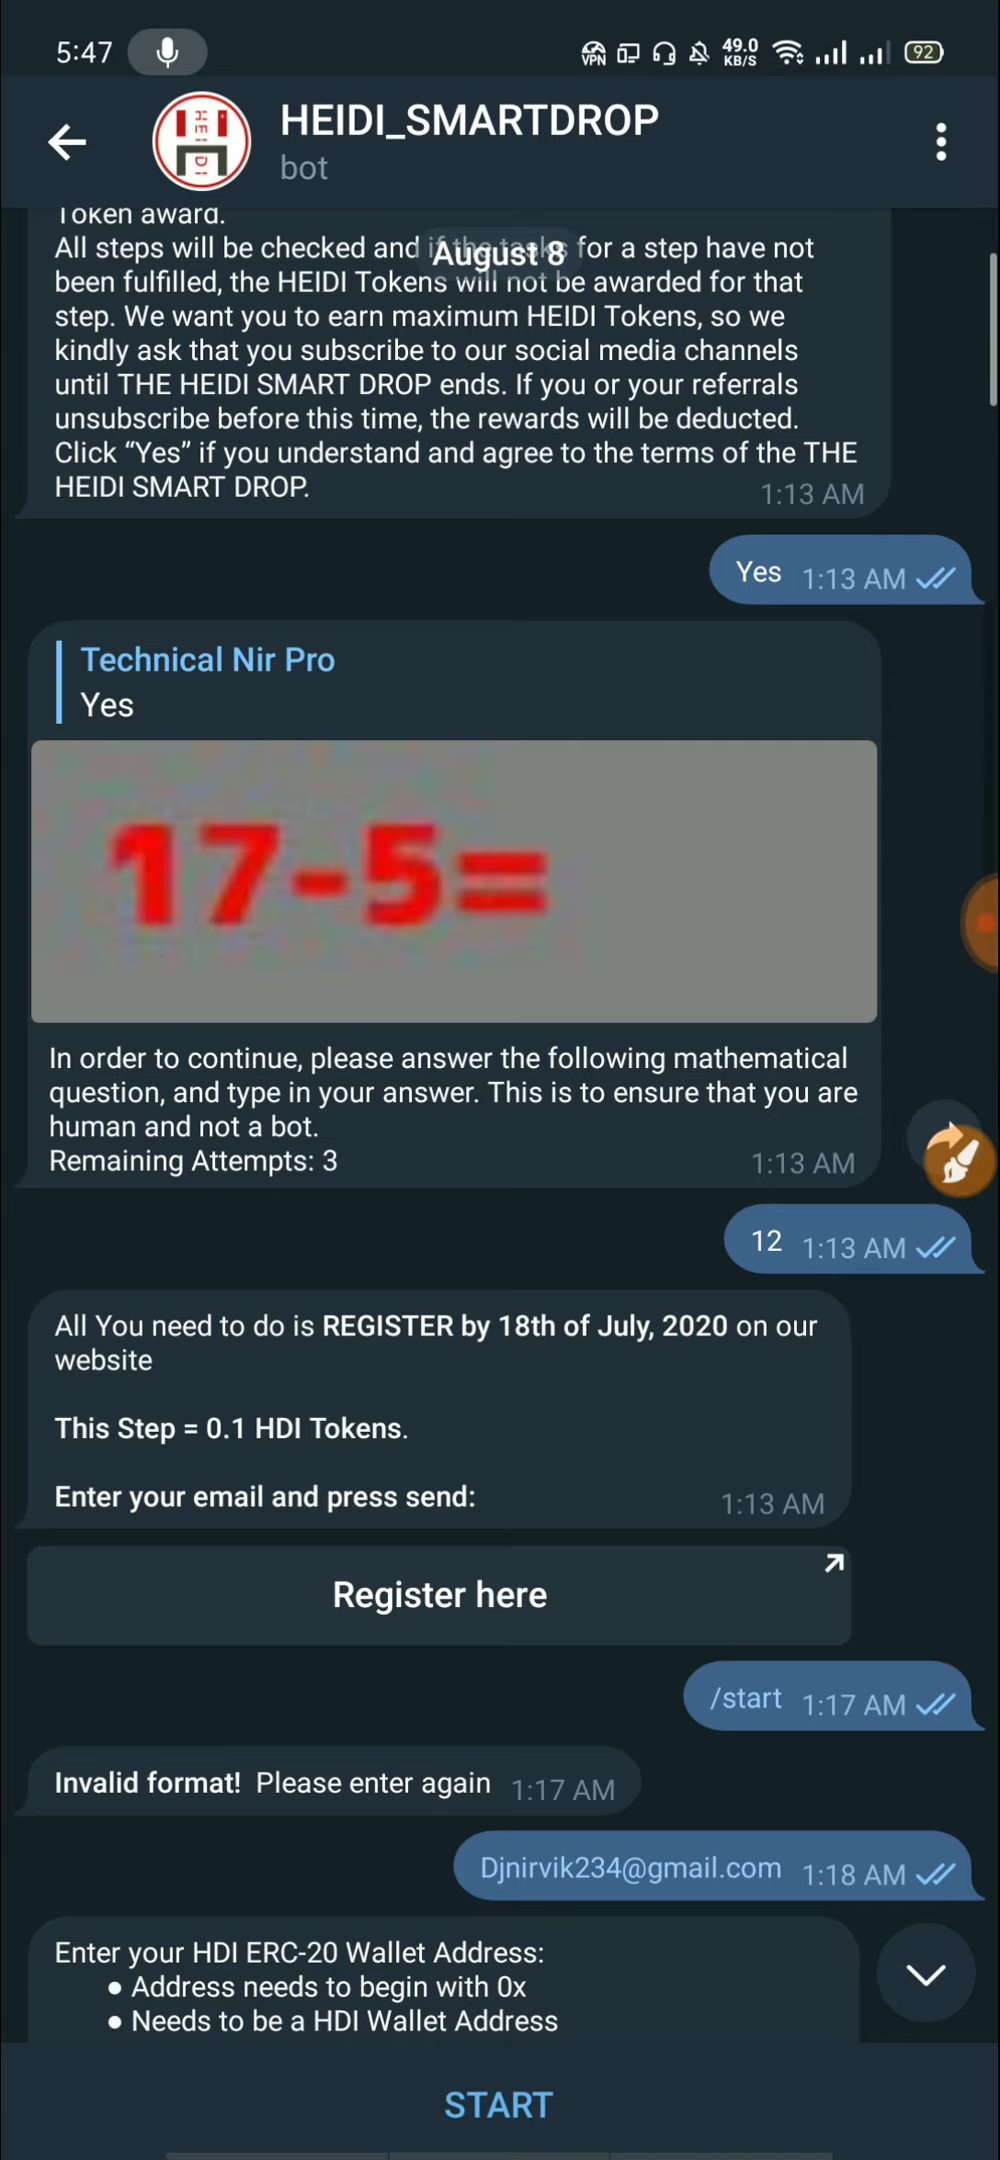 5:47
VPN 49.0 KB/S 92
HEIDI_SMARTDROP
HEIDI
bot
Token award.
August 8
All steps will be checked and if the tasks for a step have not
been fulfilled, the HEIDI Tokens will not be awarded for that
step. We want you to earn maximum HEIDI Tokens, so we
kindly ask that you subscribe to our social media channels
until THE HEIDI SMART DROP ends. If you or your referrals
unsubscribe before this time, the rewards will be deducted.
Click “Yes” if you understand and agree to the terms of the THE
HEIDI SMART DROP. 1:13 AM
Yes 1:13 AM
Technical Nir Pro
Yes
17-5=
In order to continue, please answer the following mathematical
question, and type in your answer. This is to ensure that you are
human and not a bot.
Remaining Attempts: 3 1:13 AM
12 1:13 AM
All You need to do is REGISTER by 18th of July, 2020 on our
website
This Step = 0.1 HDI Tokens.
Enter your email and press send: 1:13 AM
Register here
/start 1:17 AM
Invalid format! Please enter again 1:17 AM
Djnirvik234@gmail.com 1:18 AM
Enter your HDI ERC-20 Wallet Address:
● Address needs to begin with 0x
● Needs to be a HDI Wallet Address
START